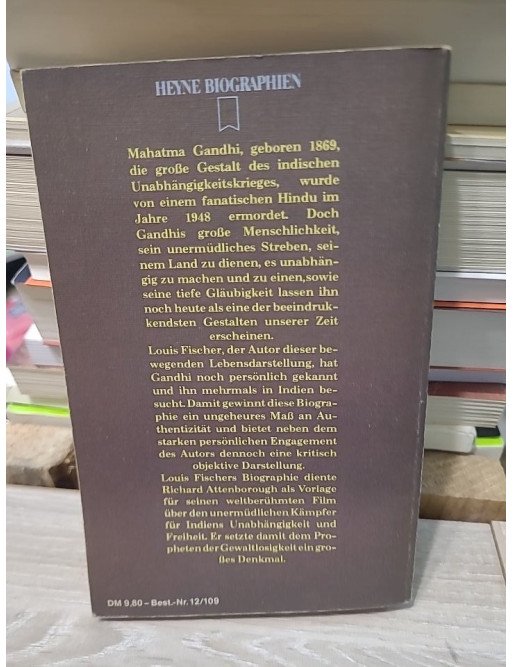 HEYNE BIOGRAPHIEN
Mahatma Gandhi, geboren 1869,
die große Gestalt des indischen
Unabhängigkeitskrieges, wurde
von einem fanatischen Hindu im
Jahre 1948 ermordet. Doch
Gandhis große Menschlichkeit,
sein unermüdliches Streben, sei-
nem Land zu dienen, es unabhän-
gig zu machen und zu einen,sowie
seine tiefe Gläubigkeit lassen ihn
noch heute als eine der beeindruk-
kendsten Gestalten unserer Zeit
erscheinen.
Louis Fischer, der Autor dieser be-
wegenden Lebensdarstellung, hat
Gandhi noch persönlich gekannt
und ihn mehrmals in Indien be-
sucht. Damit gewinnt diese Biogra-
phie ein ungeheures Maß an Au-
thentizität und bietet neben dem
starken persönlichen Engagement
des Autors dennoch eine kritisch
objektive Darstellung.
Louis Fischers Biographie diente
Richard Attenborough als Vorlage
für seinen weltberühmten Film
über den unermüdlichen Kämpfer
für Indiens Unabhängigkeit und
Freiheit. Er setzte damit dem Pro-
pheten der Gewaltlosigkeit ein gro-
ßes Denkmal.
DM 9,80 – Best.-Nr. 12/109